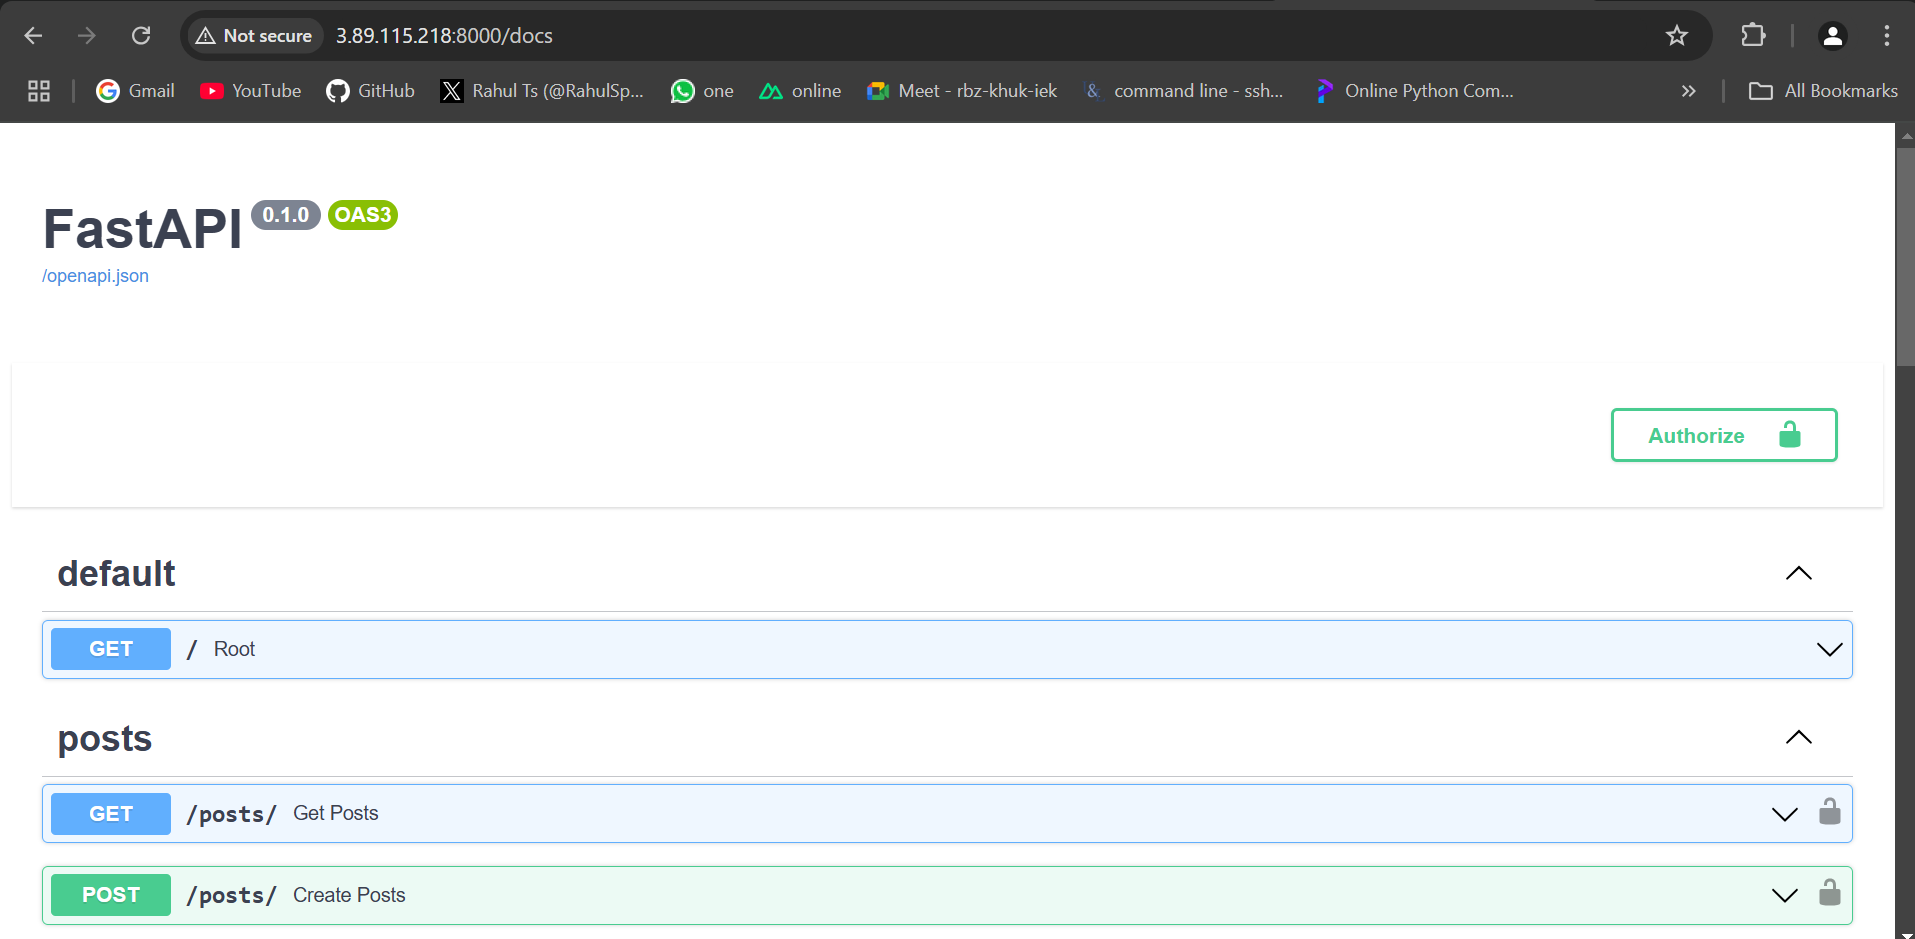 Not secure 3.89.115.218:8000/docs
Gmail YouTube GitHub Rahul Ts (@RahulSp... one online Meet - rbz-khuk-iek command line - ssh... Online Python Com... » All Bookmarks
FastAPI 0.1.0 OAS3
/openapi.json
Authorize
default
GET / Root
posts
GET /posts/ Get Posts
POST /posts/ Create Posts